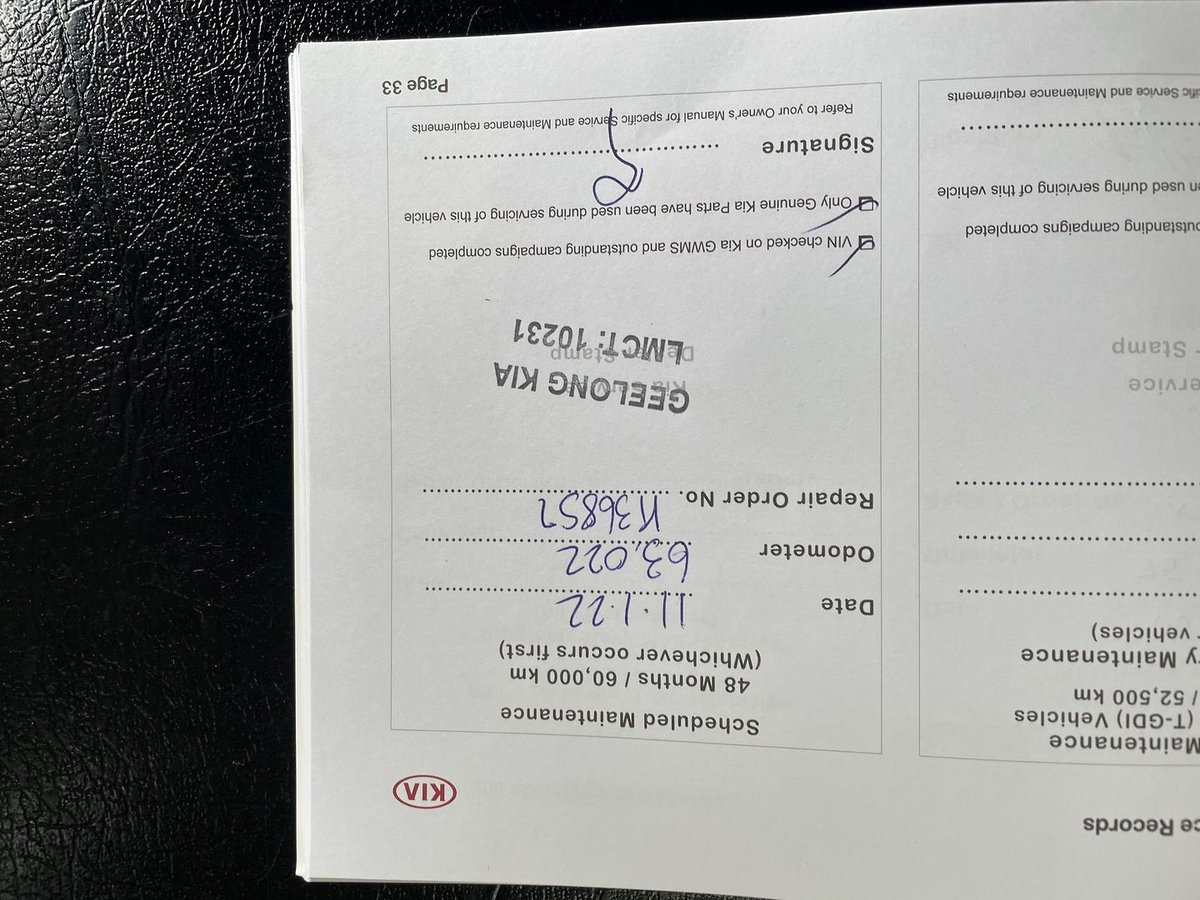 ce Records
Maintenance
(T-GDI) Vehicles
/ 52,500 km
y Maintenance
vehicles)
ervice
r Stamp
outstanding campaigns completed
en used during servicing of this vehicle
ific Service and Maintenance requirements
KIA
Scheduled Maintenance
48 Months / 60,000 km
(Whichever occurs first)
Date 11.1.22
Odometer 63,022
Repair Order No. K36857
GEELONG KIA
LMCT: 10231
Dealer Stamp
VIN checked on Kia GWMS and outstanding campaigns completed
Only Genuine Kia Parts have been used during servicing of this vehicle
Signature
Refer to your Owner's Manual for specific Service and Maintenance requirements
Page 33